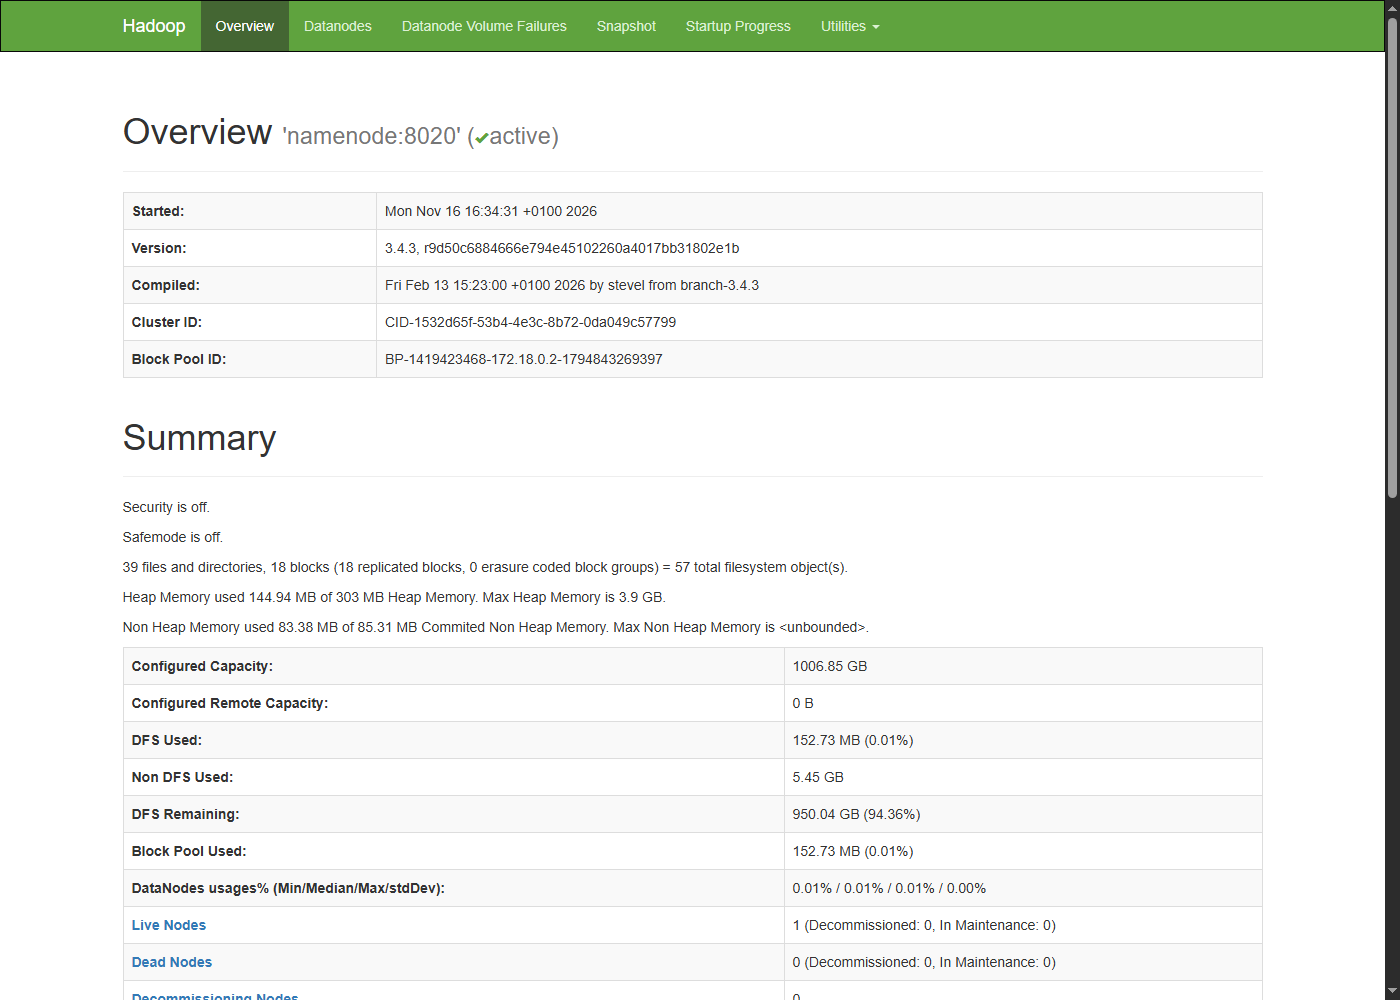 Hadoop Overview Datanodes Datanode Volume Failures Snapshot Startup Progress Utilities
Overview 'namenode:8020' (✔active)
Started: Mon Nov 16 16:34:31 +0100 2026
Version: 3.4.3, r9d50c6884666e794e45102260a4017bb31802e1b
Compiled: Fri Feb 13 15:23:00 +0100 2026 by stevel from branch-3.4.3
Cluster ID: CID-1532d65f-53b4-4e3c-8b72-0da049c57799
Block Pool ID: BP-1419423468-172.18.0.2-1794843269397
Summary
Security is off.
Safemode is off.
39 files and directories, 18 blocks (18 replicated blocks, 0 erasure coded block groups) = 57 total filesystem object(s).
Heap Memory used 144.94 MB of 303 MB Heap Memory. Max Heap Memory is 3.9 GB.
Non Heap Memory used 83.38 MB of 85.31 MB Commited Non Heap Memory. Max Non Heap Memory is <unbounded>.
Configured Capacity: 1006.85 GB
Configured Remote Capacity: 0 B
DFS Used: 152.73 MB (0.01%)
Non DFS Used: 5.45 GB
DFS Remaining: 950.04 GB (94.36%)
Block Pool Used: 152.73 MB (0.01%)
DataNodes usages% (Min/Median/Max/stdDev): 0.01% / 0.01% / 0.01% / 0.00%
Live Nodes 1 (Decommissioned: 0, In Maintenance: 0)
Dead Nodes 0 (Decommissioned: 0, In Maintenance: 0)
Decommissioning Nodes 0